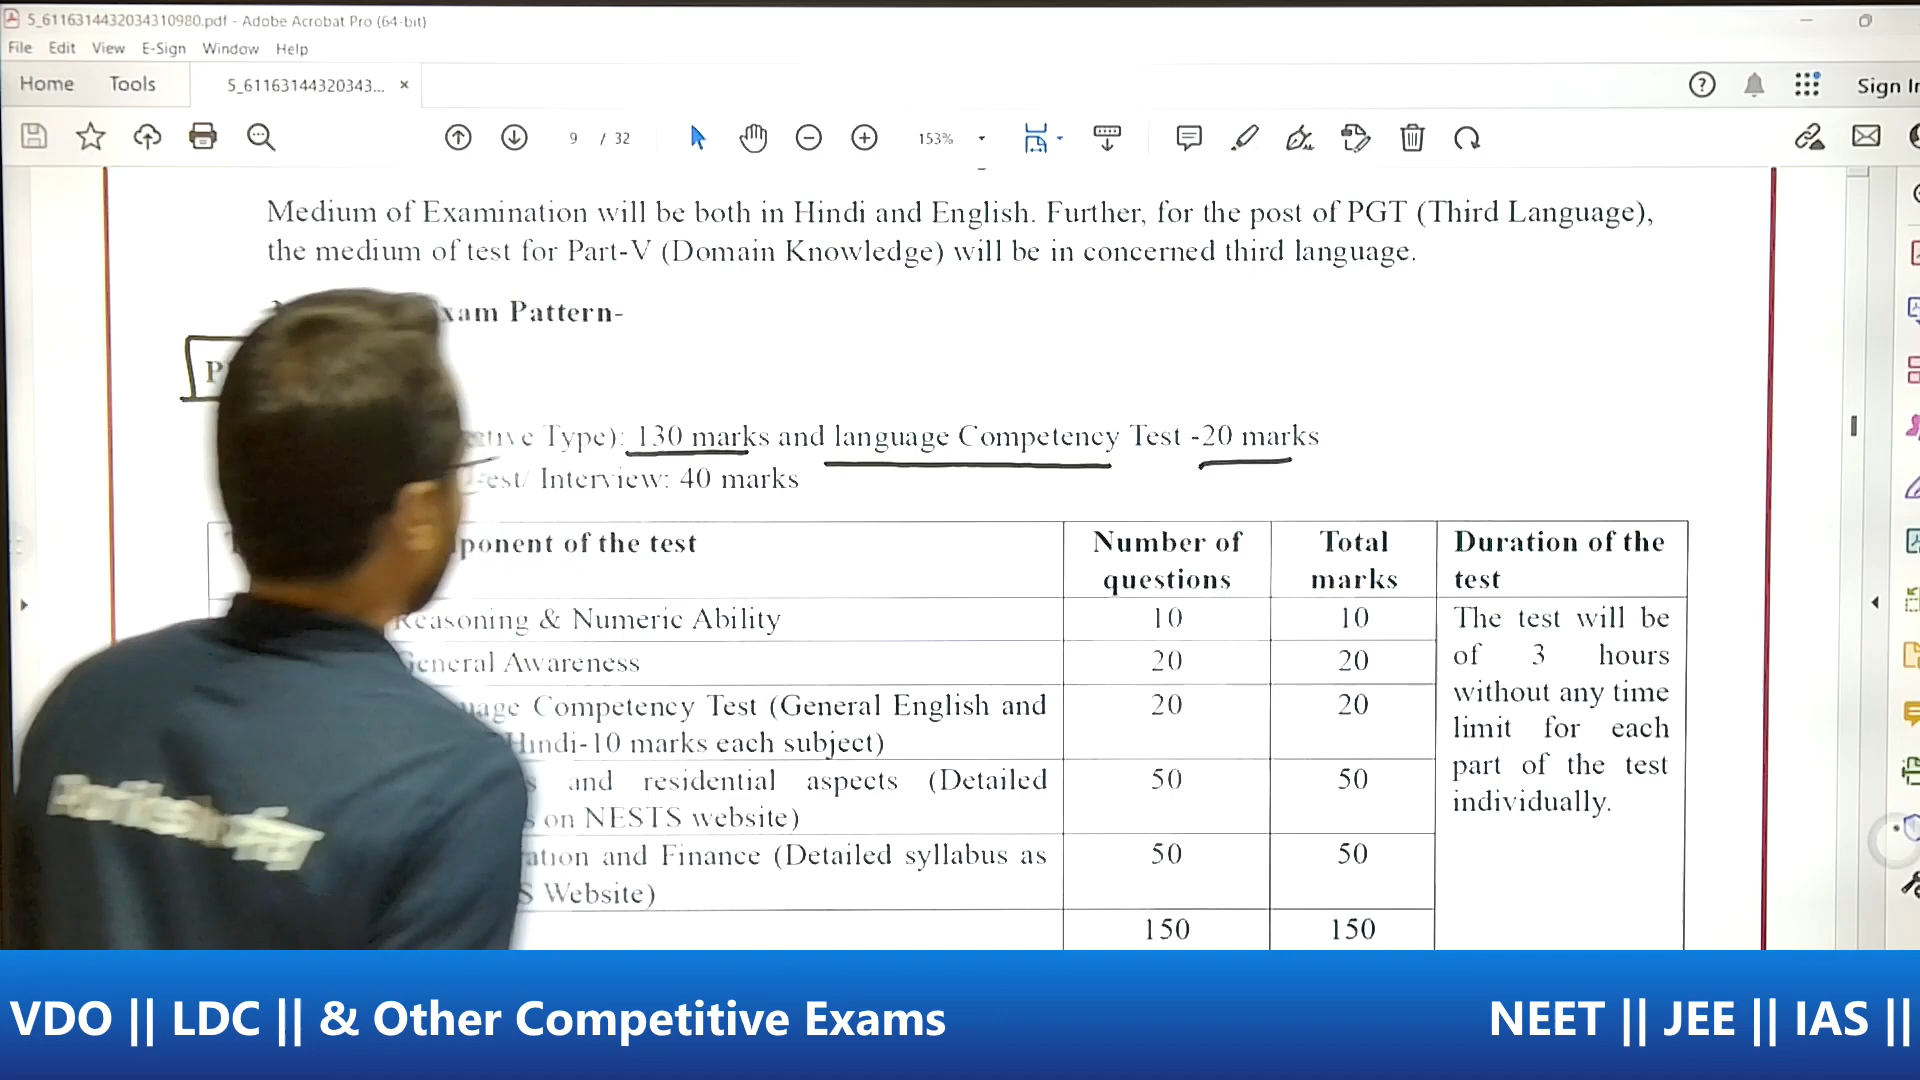 5_6116314432034310980.pdf - Adobe Acrobat Pro (64-bit)
File Edit View E-Sign Window Help
Home Tools 5_61163144320343... × Sign In
9 / 32 153%
Medium of Examination will be both in Hindi and English. Further, for the post of PGT (Third Language),
the medium of test for Part-V (Domain Knowledge) will be in concerned third language.
Exam Pattern-
Type): 130 marks and language Competency Test -20 marks
Test/ Interview: 40 marks
of the test Number of questions Total marks Duration of the test
Reasoning & Numeric Ability 10 10
General Awareness 20 20
Competency Test (General English and
Hindi-10 marks each subject) 20 20
and residential aspects (Detailed
on NESTS website) 50 50
and Finance (Detailed syllabus as
Website) 50 50
150 150
The test will be
of 3 hours
without any time
limit for each
part of the test
individually.
VDO || LDC || & Other Competitive Exams
NEET || JEE || IAS ||